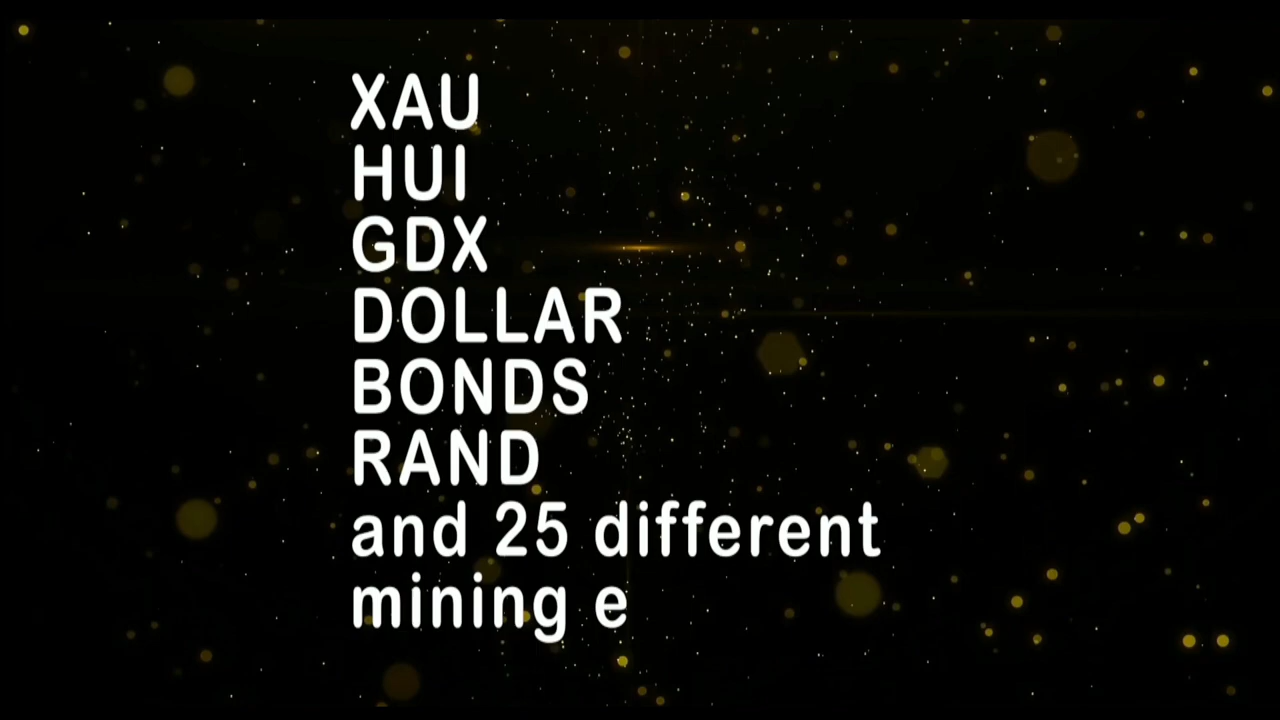 XAU
HUI
GDX
DOLLAR
BONDS
RAND
and 25 different
mining e